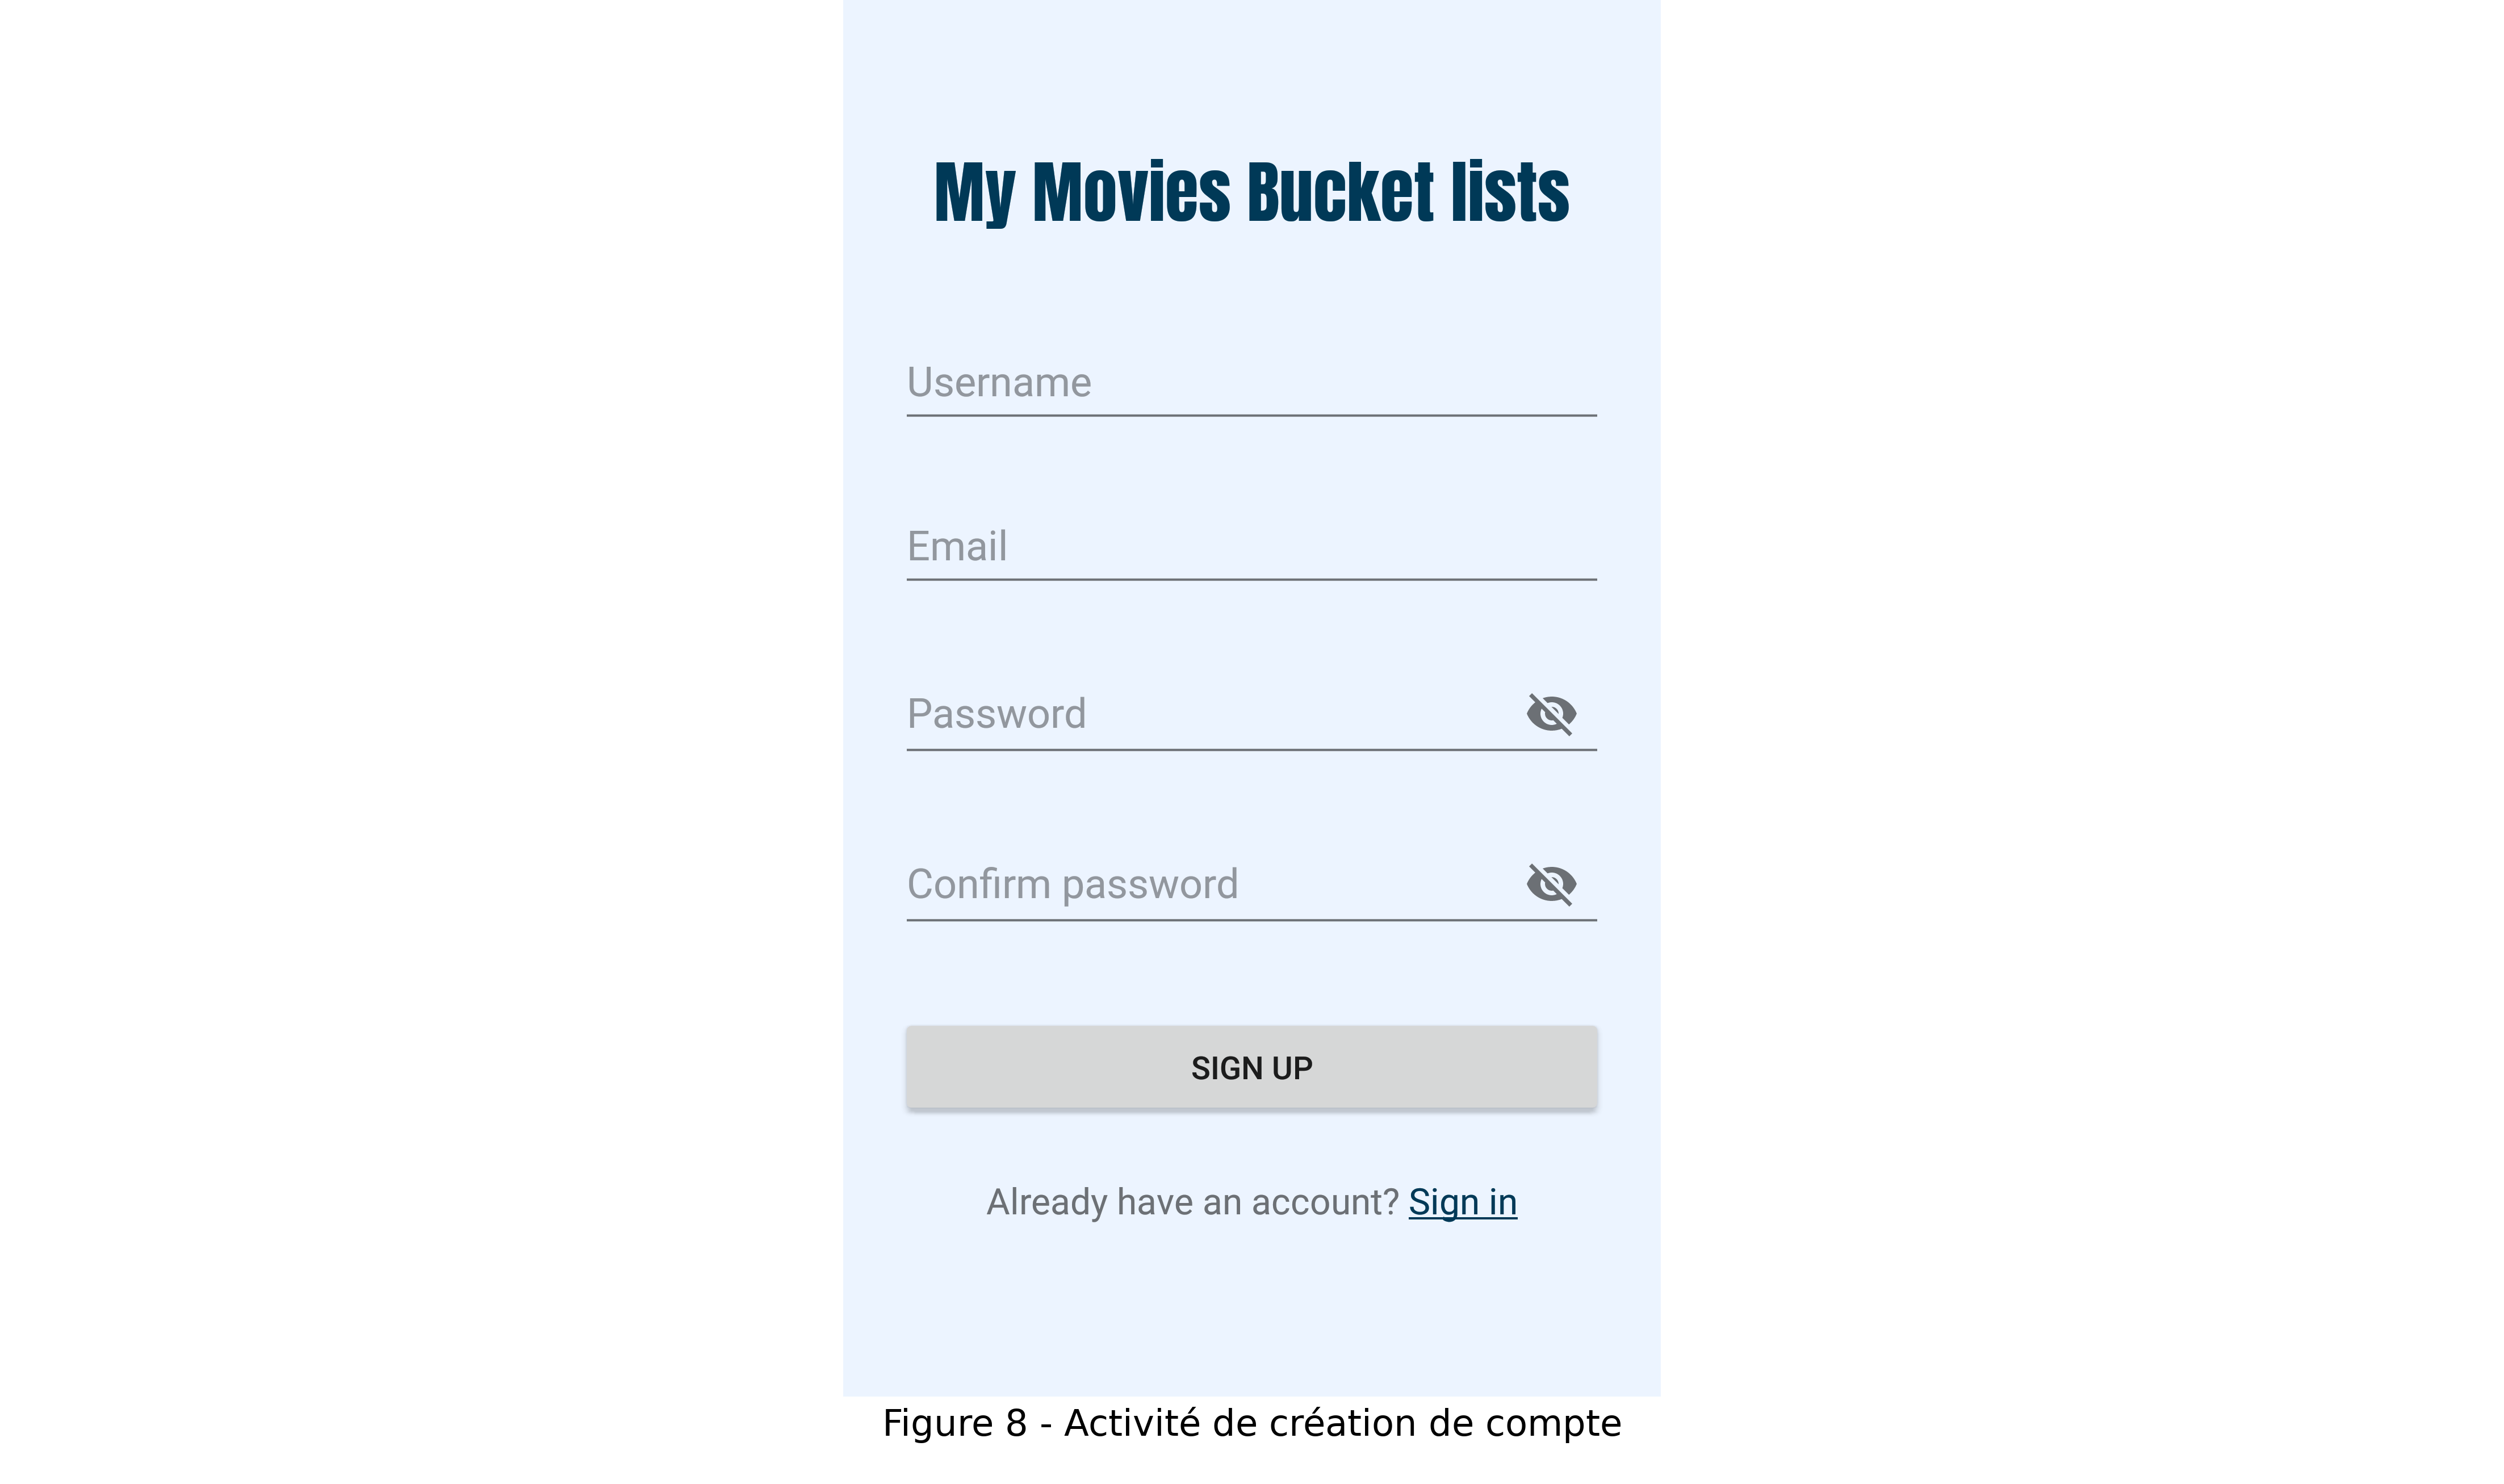 My Movies Bucket lists
Username
Email
Password
Confirm password
SIGN UP
Already have an account? Sign in
Figure 8 - Activité de création de compte